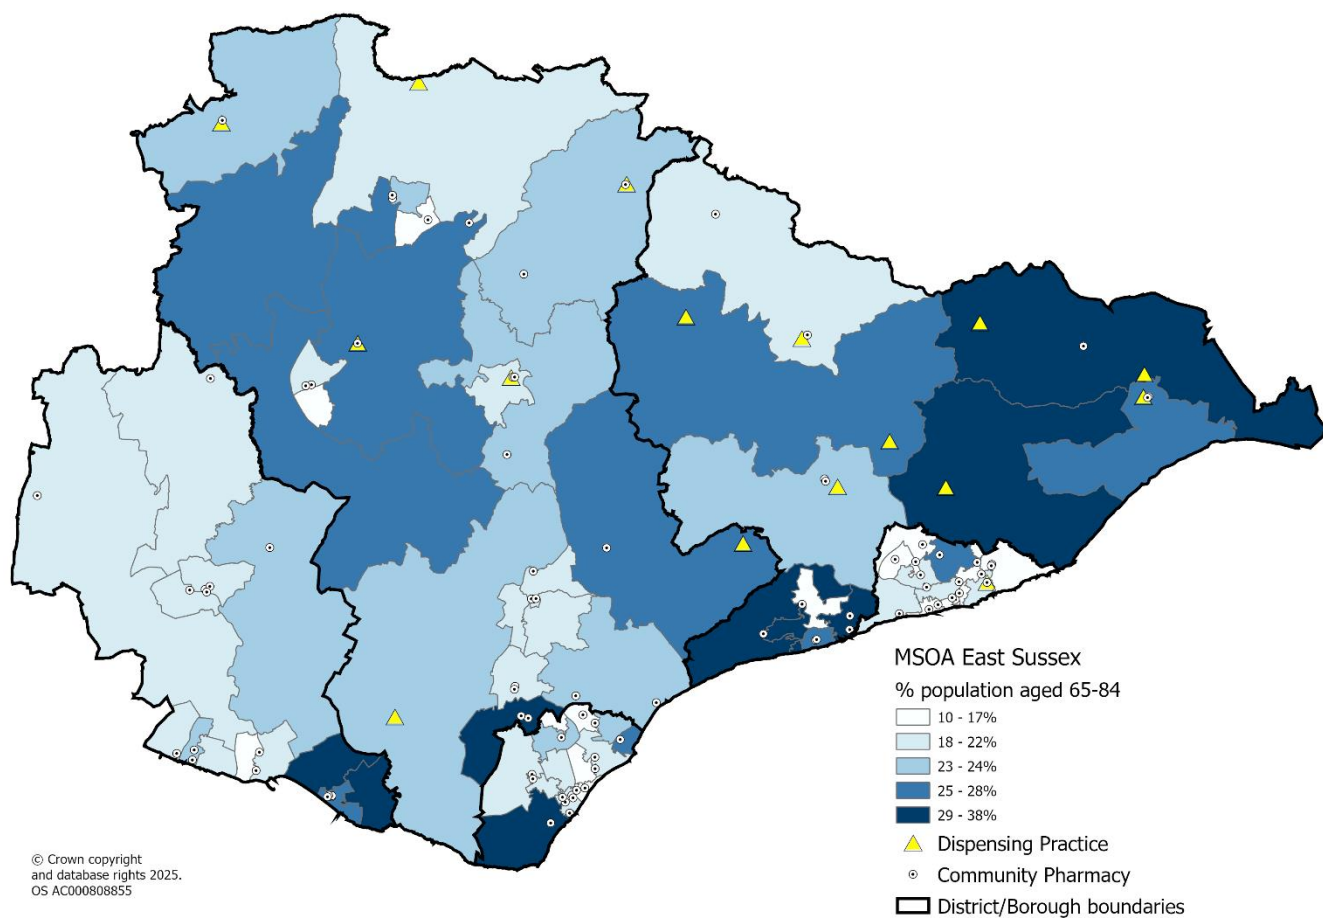 MSOA East Sussex
% population aged 65-84
10 - 17%
18 - 22%
23 - 24%
25 - 28%
29 - 38%
Dispensing Practice
Community Pharmacy
District/Borough boundaries
© Crown copyright
and database rights 2025.
OS AC000808855